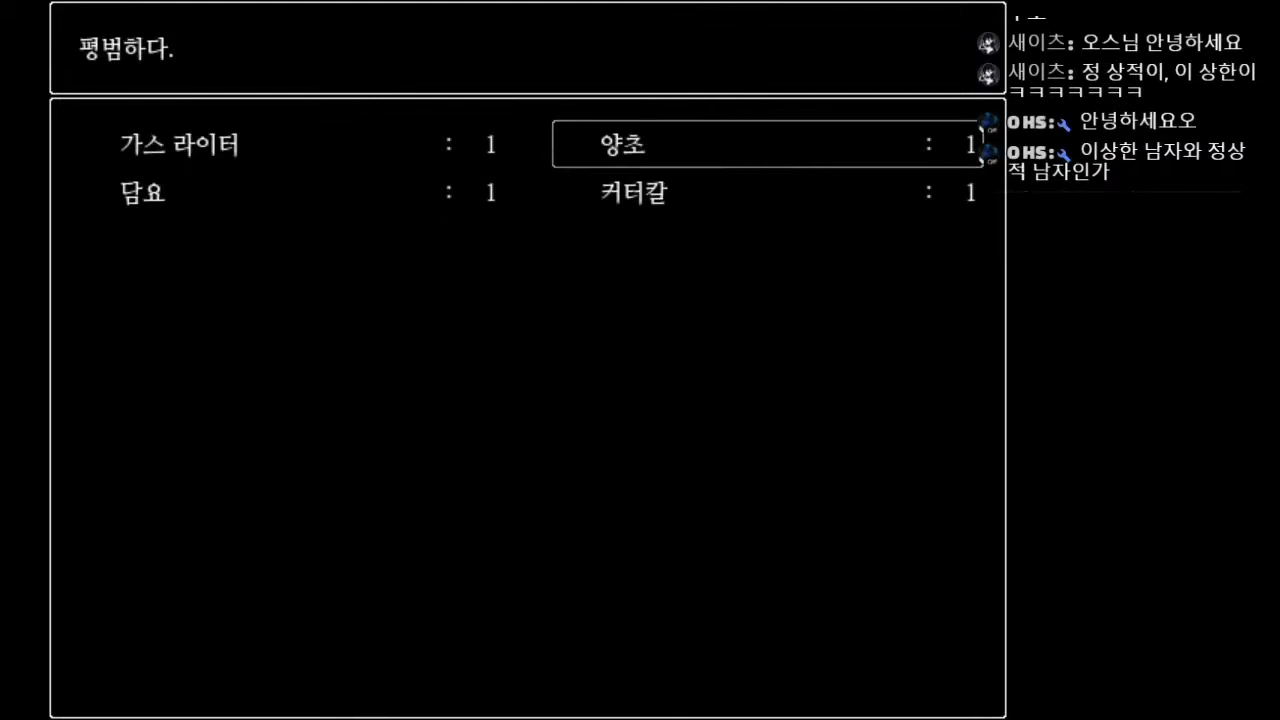 평범하다.
가스 라이터 : 1 양초 : 1
담요 : 1 커터칼 : 1
새이츠: 오스님 안녕하세요
새이츠: 정 상적이, 이 상한이
ㅋㅋㅋㅋㅋㅋㅋ
OHS: 안녕하세요오
OHS: 이상한 남자와 정상
적 남자인가